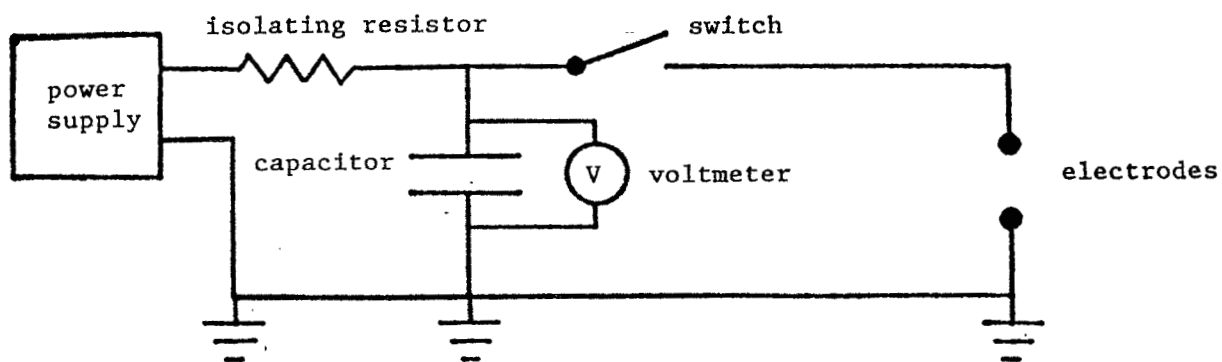 isolating resistor
switch
power
supply
capacitor
V
voltmeter
electrodes